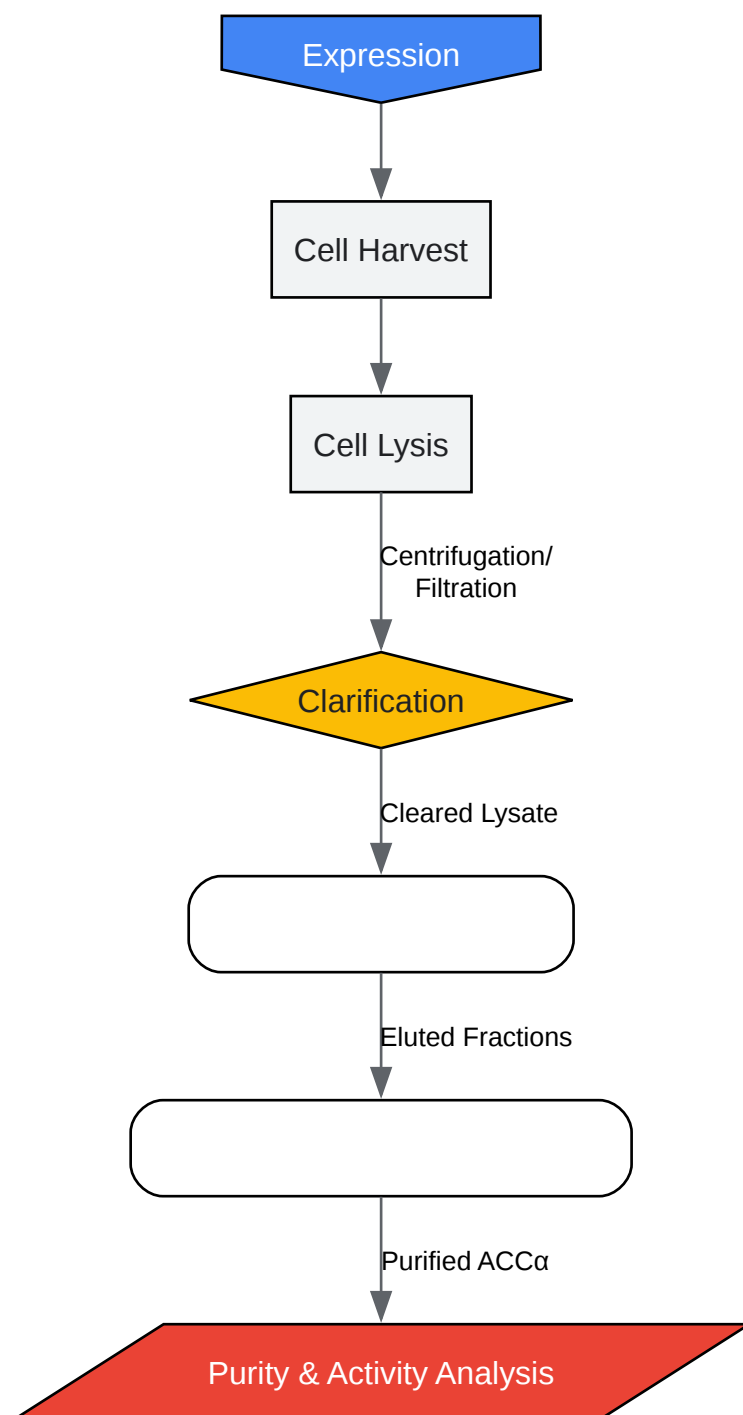 Expression
Cell Harvest
Cell Lysis
Centrifugation/
Filtration
Clarification
Cleared Lysate
Eluted Fractions
Purified ACCα
Purity & Activity Analysis